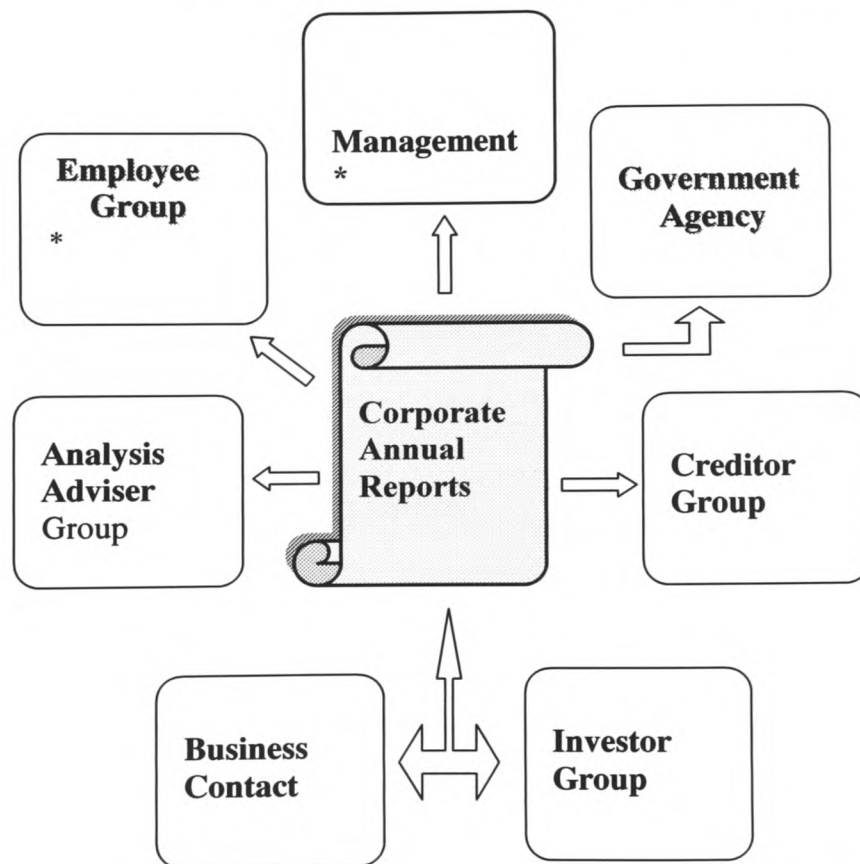 Management
*
Employee
Group
*
Government
Agency
Corporate
Annual
Reports
Analysis
Adviser
Group
Creditor
Group
Business
Contact
Investor
Group